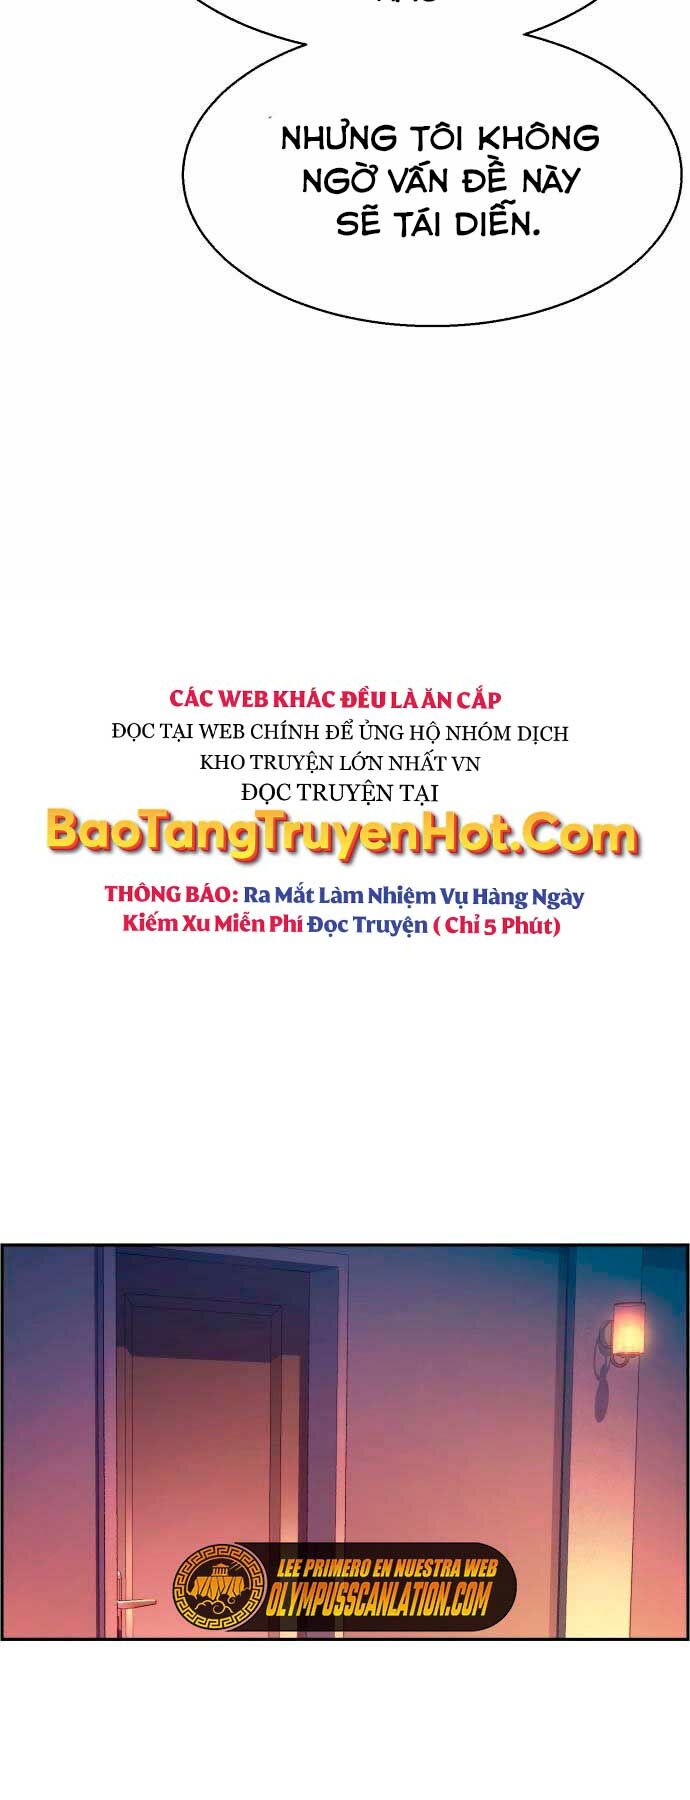 NHƯNG TÔI KHÔNG
NGỜ VẤN ĐỀ NÀY
SẼ TÁI DIỄN.
CÁC WEB KHÁC ĐỀU LÀ ĂN CẮP
ĐỌC TẠI WEB CHÍNH ĐỂ ỦNG HỘ NHÓM DỊCH
KHO TRUYỆN LỚN NHẤT VN
ĐỌC TRUYỆN TẠI
BaoTangTruyenHot.Com
THÔNG BÁO: Ra Mắt Làm Nhiệm Vụ Hàng Ngày
Kiếm Xu Miễn Phí Đọc Truyện ( Chỉ 5 Phút)
LEE PRIMERO EN NUESTRA WEB
OLYMPUSSCANLATION.COM